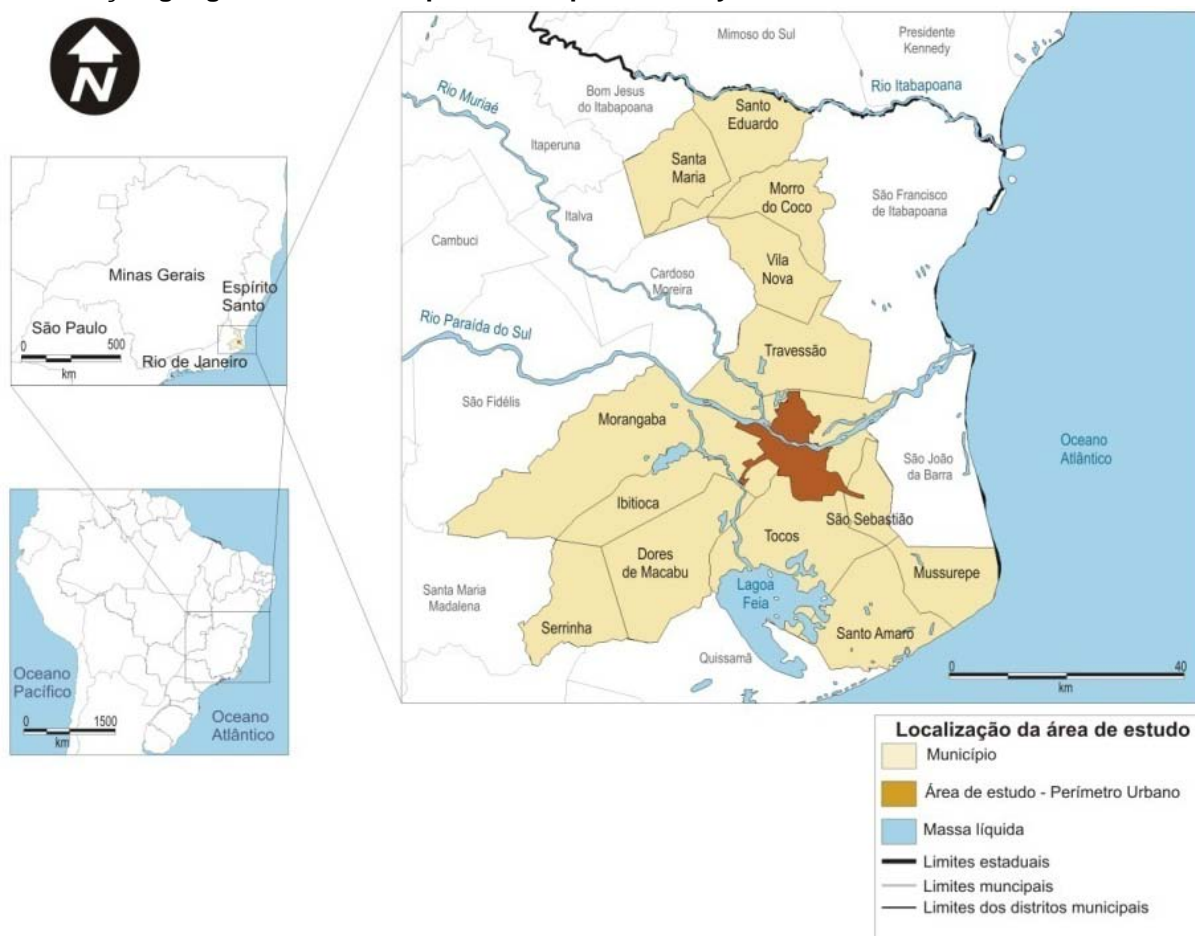 N
Minas Gerais
Espírito
Santo
São Paulo
0 500
km
Rio de Janeiro
Oceano
Pacífico
0 1500
km
Oceano
Atlântico
Mimoso do Sul
Presidente
Kennedy
Rio Itabapoana
Rio Muriaé
Bom Jesus
do Itabapoana
Santo
Eduardo
Itaperuna
Santa
Maria
Morro
do Coco
São Francisco
de Itabapoana
Italva
Cambuci
Vila
Nova
Cardoso
Moreira
Rio Paraída do Sul
Travessão
São Fidélis
Morangaba
Oceano
Atlântico
São João
da Barra
Ibitioca
São Sebastião
Tocos
Dores
de Macabu
Mussurepe
Santa Maria
Madalena
Lagoa
Feia
Serrinha
Santo Amaro
Quissamã
0 40
km
Localização da área de estudo
Município
Área de estudo - Perímetro Urbano
Massa líquida
Limites estaduais
Limites muncipais
Limites dos distritos municipais